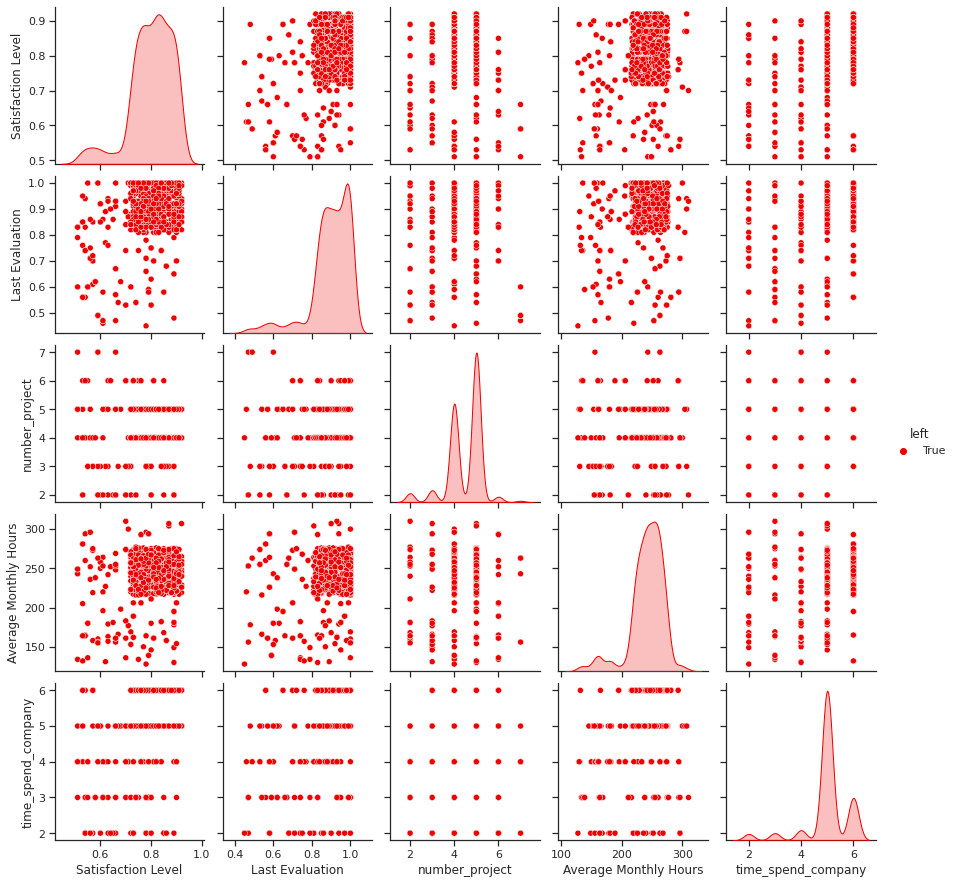 0.9
0.8
0.7
0.6
0.5
Satisfaction Level
1.0
0.9
0.8
0.7
0.6
0.5
Last Evaluation
7
6
5
4
3
2
number_project
left
True
300
250
200
150
Average Monthly Hours
6
5
4
3
2
time_spend_company
0.6 0.8 1.0
0.4 0.6 0.8 1.0
2 4 6
100 200 300
2 4 6
Satisfaction Level
Last Evaluation
number_project
Average Monthly Hours
time_spend_company